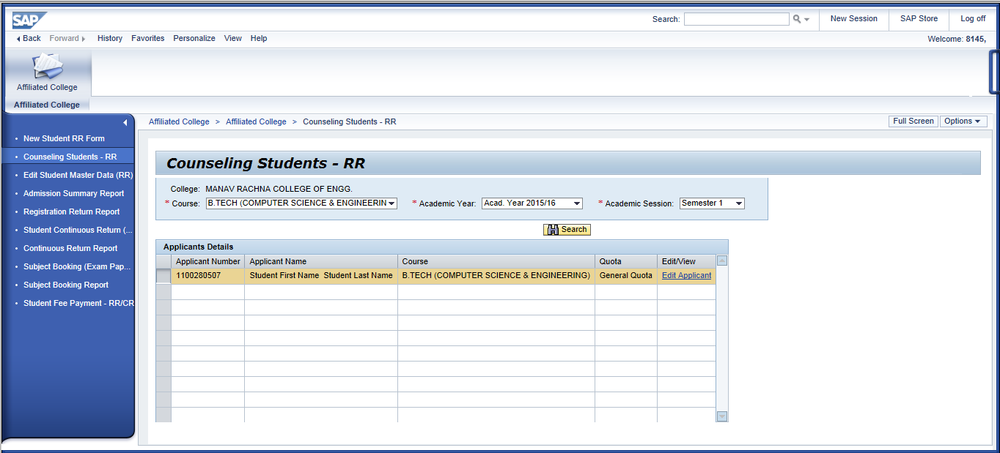 SAP
Search:
New Session
SAP Store
Log off
Back Forward History Favorites Personalize View Help
Welcome: 8145,
Affiliated College
Affiliated College
Affiliated College > Affiliated College > Counseling Students - RR
Full Screen
Options
New Student RR Form
Counseling Students - RR
Edit Student Master Data (RR)
Admission Summary Report
Registration Return Report
Student Continuous Return (...
Continuous Return Report
Subject Booking (Exam Pap...
Subject Booking Report
Student Fee Payment - RR/CR
Counseling Students - RR
College: MANAV RACHNA COLLEGE OF ENGG.
* Course: B.TECH (COMPUTER SCIENCE & ENGINEERIN * Academic Year: Acad. Year 2015/16 * Academic Session: Semester 1
Search
Applicants Details
Applicant Number Applicant Name Course Quota Edit/View
1100280507 Student First Name Student Last Name B.TECH (COMPUTER SCIENCE & ENGINEERING) General Quota Edit Applicant